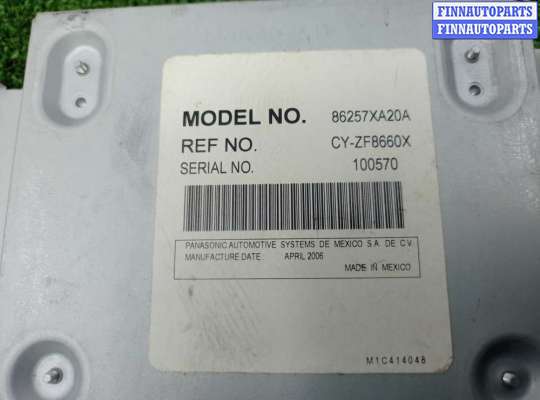 FINNAUTOPARTS
FINNAUTOPARTS
MODEL NO. 86257XA20A
REF NO. CY-ZF8660X
SERIAL NO. 100570
PANASONIC AUTOMOTIVE SYSTEMS DE MEXICO S.A. DE C.V.
MANUFACTURE DATE APRIL 2006
MADE IN MEXICO
M1C414048